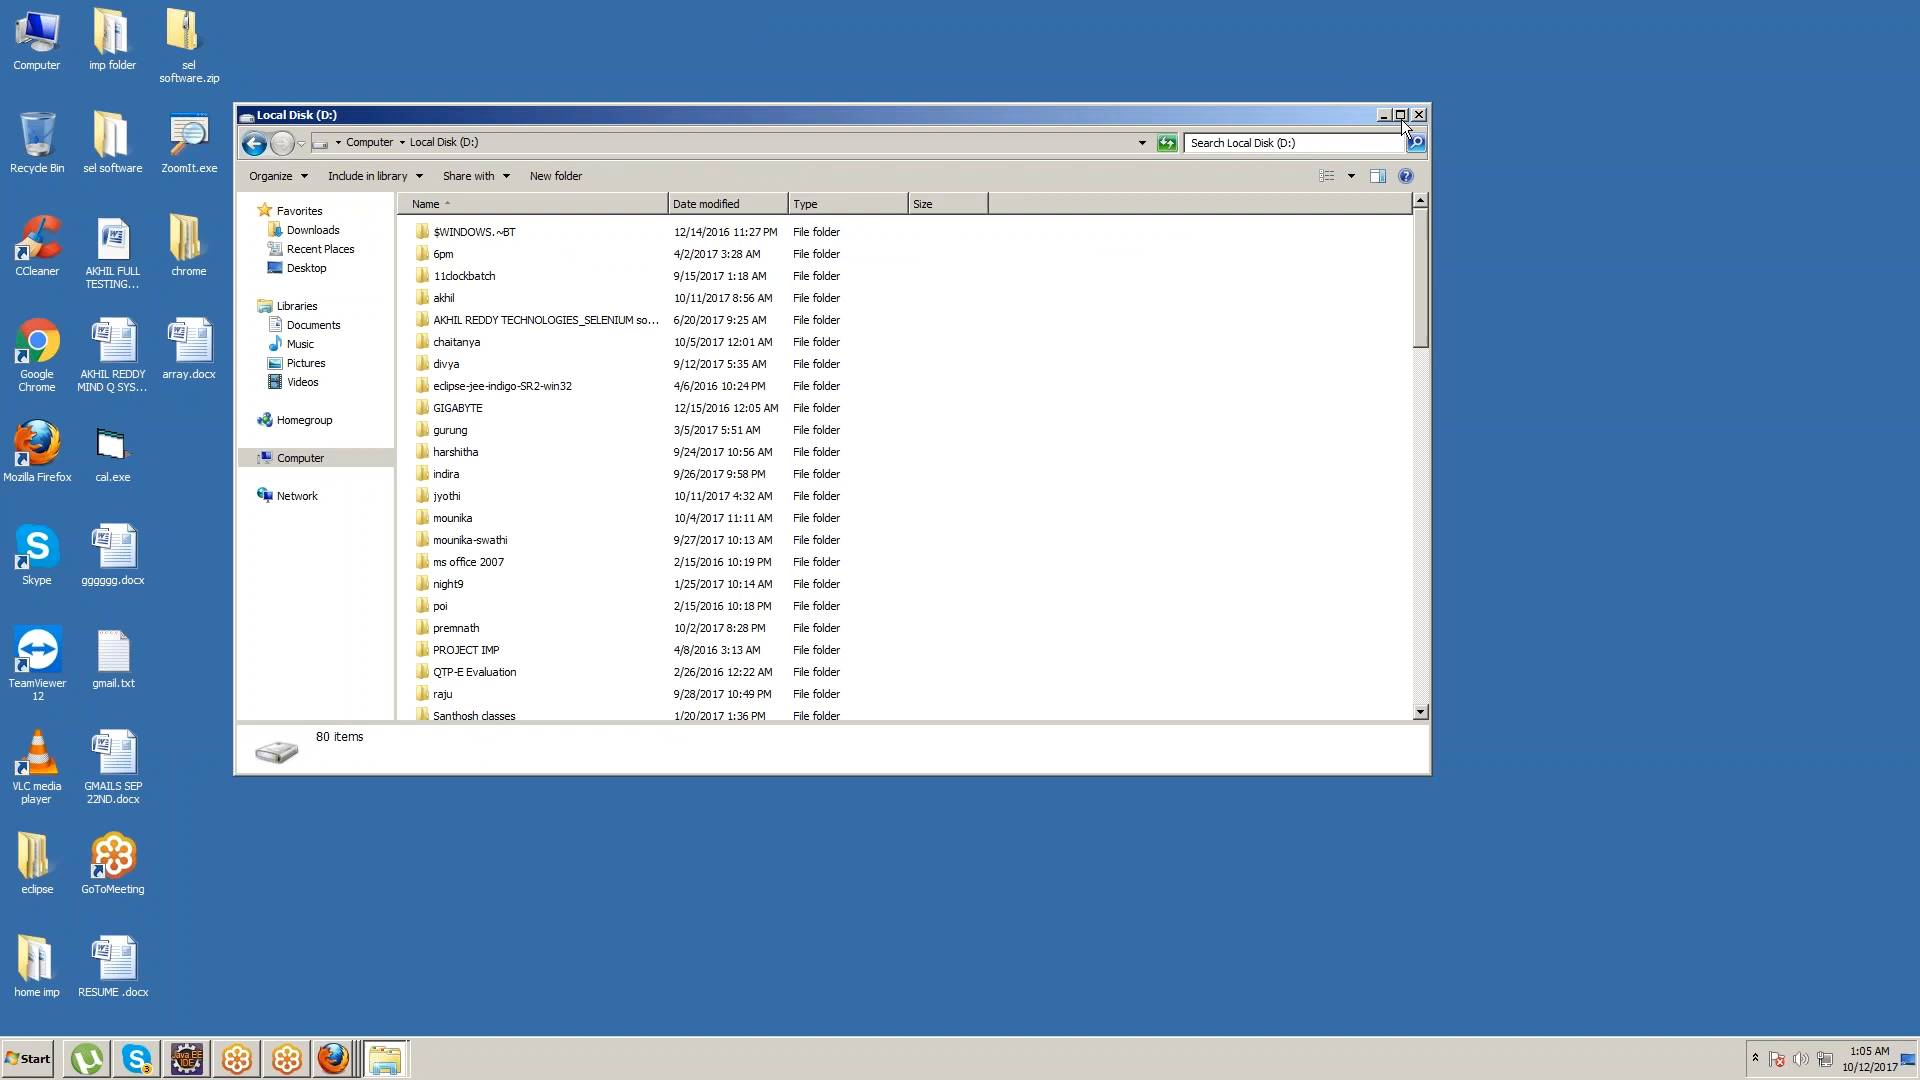 Computer
imp folder
sel
software.zip
Recycle Bin
sel software
ZoomIt.exe
CCleaner
AKHIL FULL
TESTING...
chrome
Google
Chrome
AKHIL REDDY
MIND Q SYS...
array.docx
Mozilla Firefox
cal.exe
Skype
gggggg.docx
TeamViewer
12
gmail.txt
VLC media
player
GMAILS SEP
22ND.docx
eclipse
GoToMeeting
home imp
RESUME .docx
Local Disk (D:)
Computer Local Disk (D:)
Search Local Disk (D:)
Organize Include in library Share with New folder
Favorites
Downloads
Recent Places
Desktop
Libraries
Documents
Music
Pictures
Videos
Homegroup
Computer
Network
Name Date modified Type Size
$WINDOWS.~BT 12/14/2016 11:27 PM File folder
6pm 4/2/2017 3:28 AM File folder
11clockbatch 9/15/2017 1:18 AM File folder
akhil 10/11/2017 8:56 AM File folder
AKHIL REDDY TECHNOLOGIES_SELENIUM so... 6/20/2017 9:25 AM File folder
chaitanya 10/5/2017 12:01 AM File folder
divya 9/12/2017 5:35 AM File folder
eclipse-jee-indigo-SR2-win32 4/6/2016 10:24 PM File folder
GIGABYTE 12/15/2016 12:05 AM File folder
gurung 3/5/2017 5:51 AM File folder
harshitha 9/24/2017 10:56 AM File folder
indira 9/26/2017 9:58 PM File folder
jyothi 10/11/2017 4:32 AM File folder
mounika 10/4/2017 11:11 AM File folder
mounika-swathi 9/27/2017 10:13 AM File folder
ms office 2007 2/15/2016 10:19 PM File folder
night9 1/25/2017 10:14 AM File folder
poi 2/15/2016 10:18 PM File folder
premnath 10/2/2017 8:28 PM File folder
PROJECT IMP 4/8/2016 3:13 AM File folder
QTP-E Evaluation 2/26/2016 12:22 AM File folder
raju 9/28/2017 10:49 PM File folder
Santhosh classes 1/20/2017 1:36 PM File folder
80 items
Start
Java EE
IDE
3
1:05 AM
10/12/2017